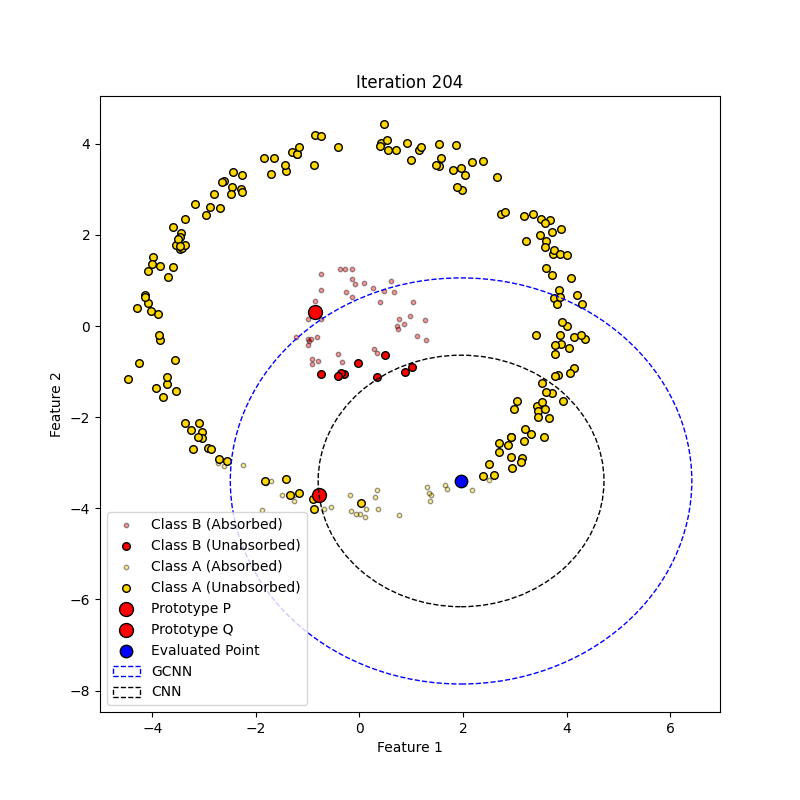 Iteration 204
4
2
0
−2
−4
−6
−8
Feature 2
Class B (Absorbed)
Class B (Unabsorbed)
Class A (Absorbed)
Class A (Unabsorbed)
Prototype P
Prototype Q
Evaluated Point
GCNN
CNN
−4 −2 0 2 4 6
Feature 1